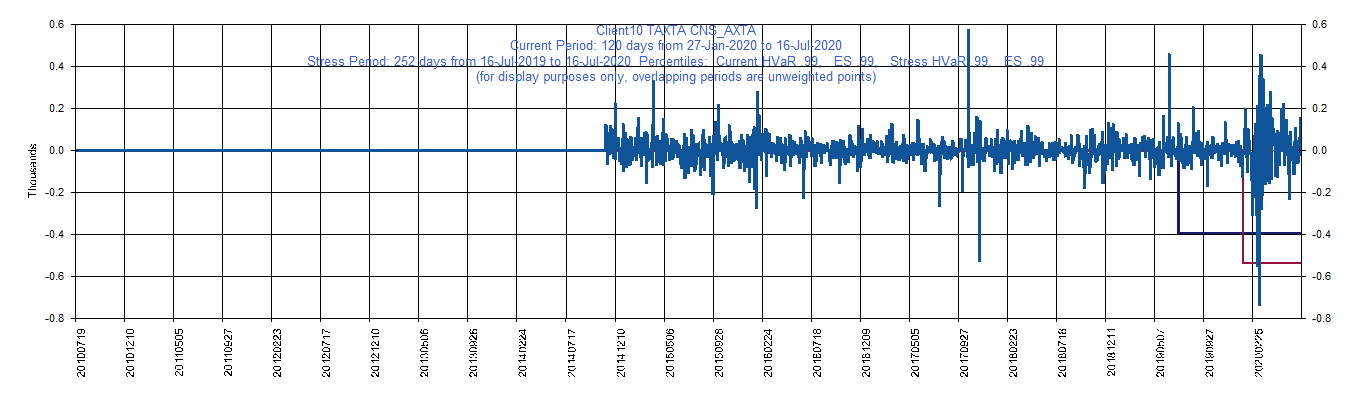 Client10 TAXTA CNS_AXTA
Current Period: 120 days from 27-Jan-2020 to 16-Jul-2020
Stress Period: 252 days from 16-Jul-2019 to 16-Jul-2020 Percentiles: Current HVaR .99, ES .99, Stress HVaR .99, ES .99
(for display purposes only, overlapping periods are unweighted points)
0.6 0.6
0.4 0.4
0.2 0.2
0.0 0.0
-0.2 -0.2
-0.4 -0.4
-0.6 -0.6
-0.8 -0.8
Thousands
20100719 20101210 20110505 20110927 20120223 20120717 20121210 20130506 20130926 20140224 20140717 20141210 20150506 20150928 20160224 20160718 20161209 20170505 20170927 20180223 20180718 20181211 20190507 20190927 20200225